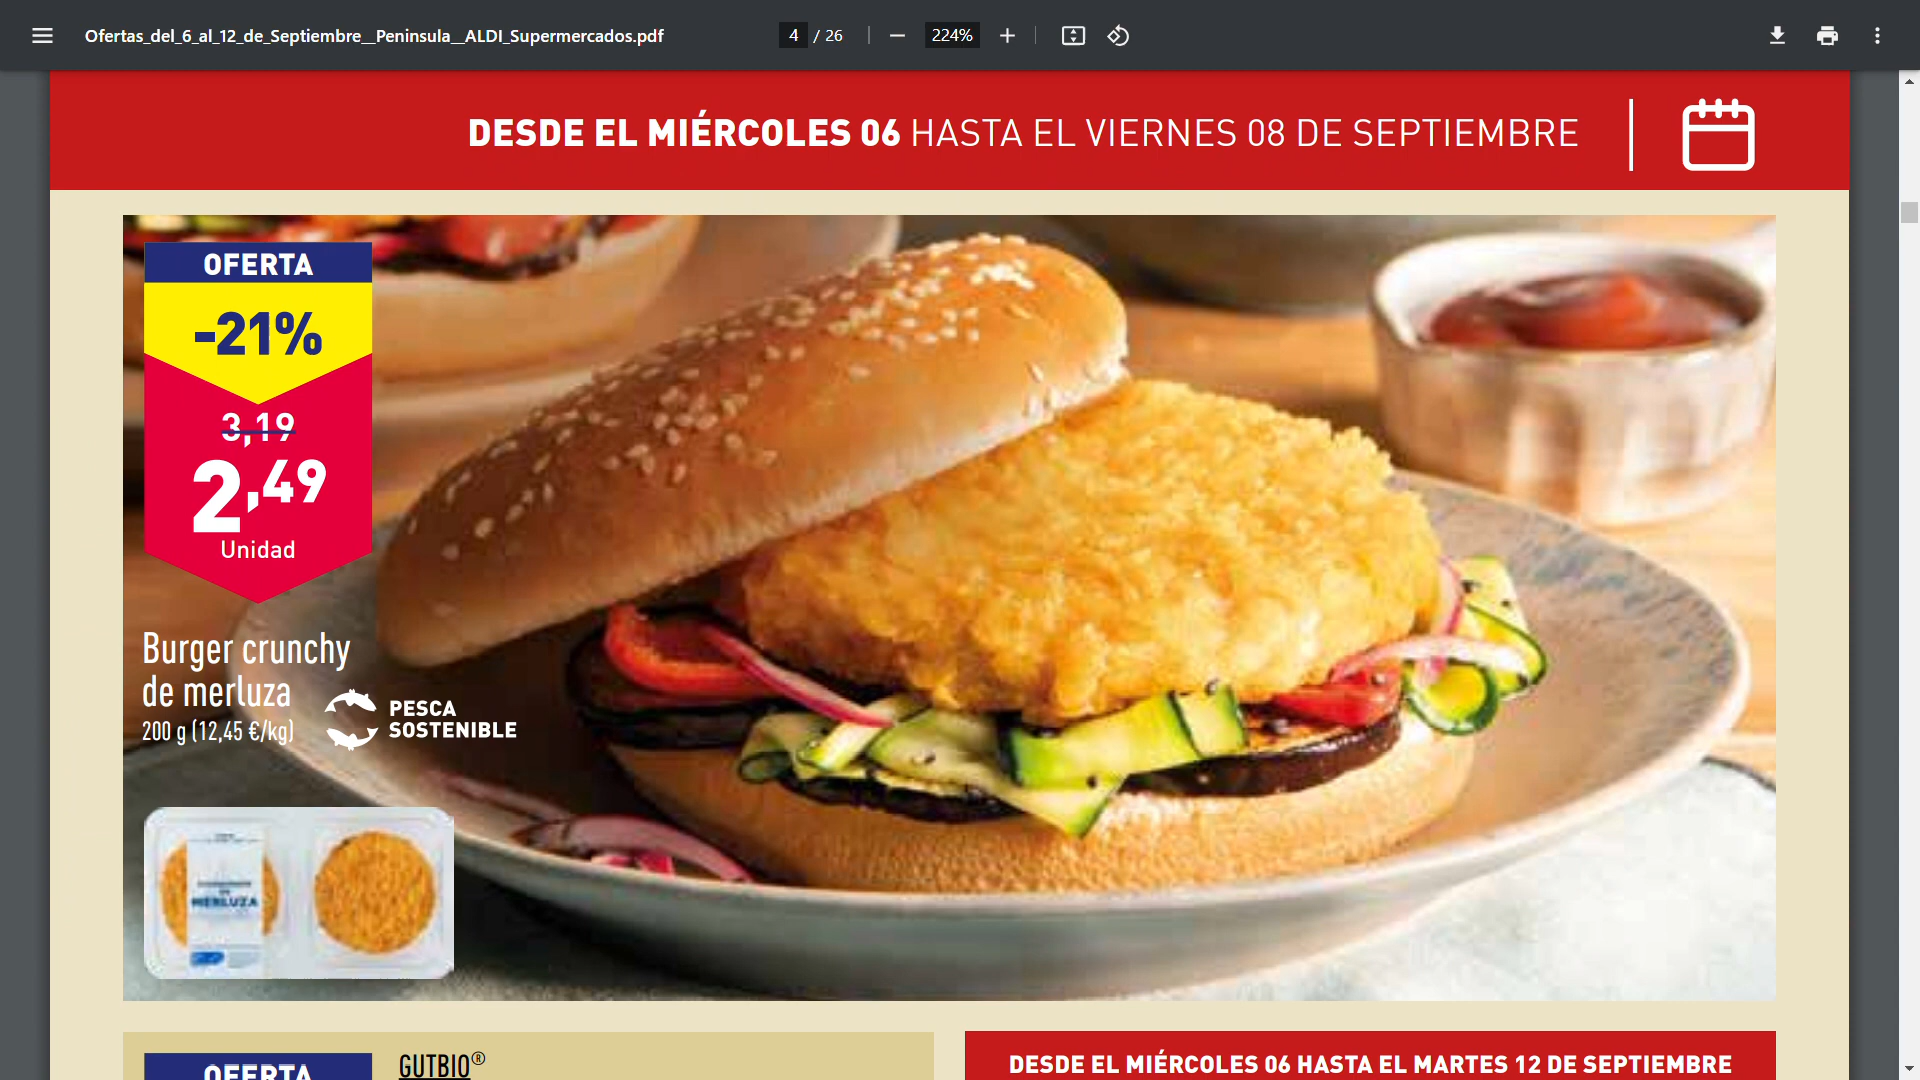 Ofertas_del_6_al_12_de_Septiembre__Peninsula__ALDI_Supermercados.pdf
4 / 26
224%
DESDE EL MIÉRCOLES 06 HASTA EL VIERNES 08 DE SEPTIEMBRE
OFERTA
-21%
3,19
2,49
Unidad
Burger crunchy
de merluza
200 g (12,45 €/kg)
PESCA
SOSTENIBLE
MERLUZA
OFERTA
GUTBIO®
DESDE EL MIÉRCOLES 06 HASTA EL MARTES 12 DE SEPTIEMBRE